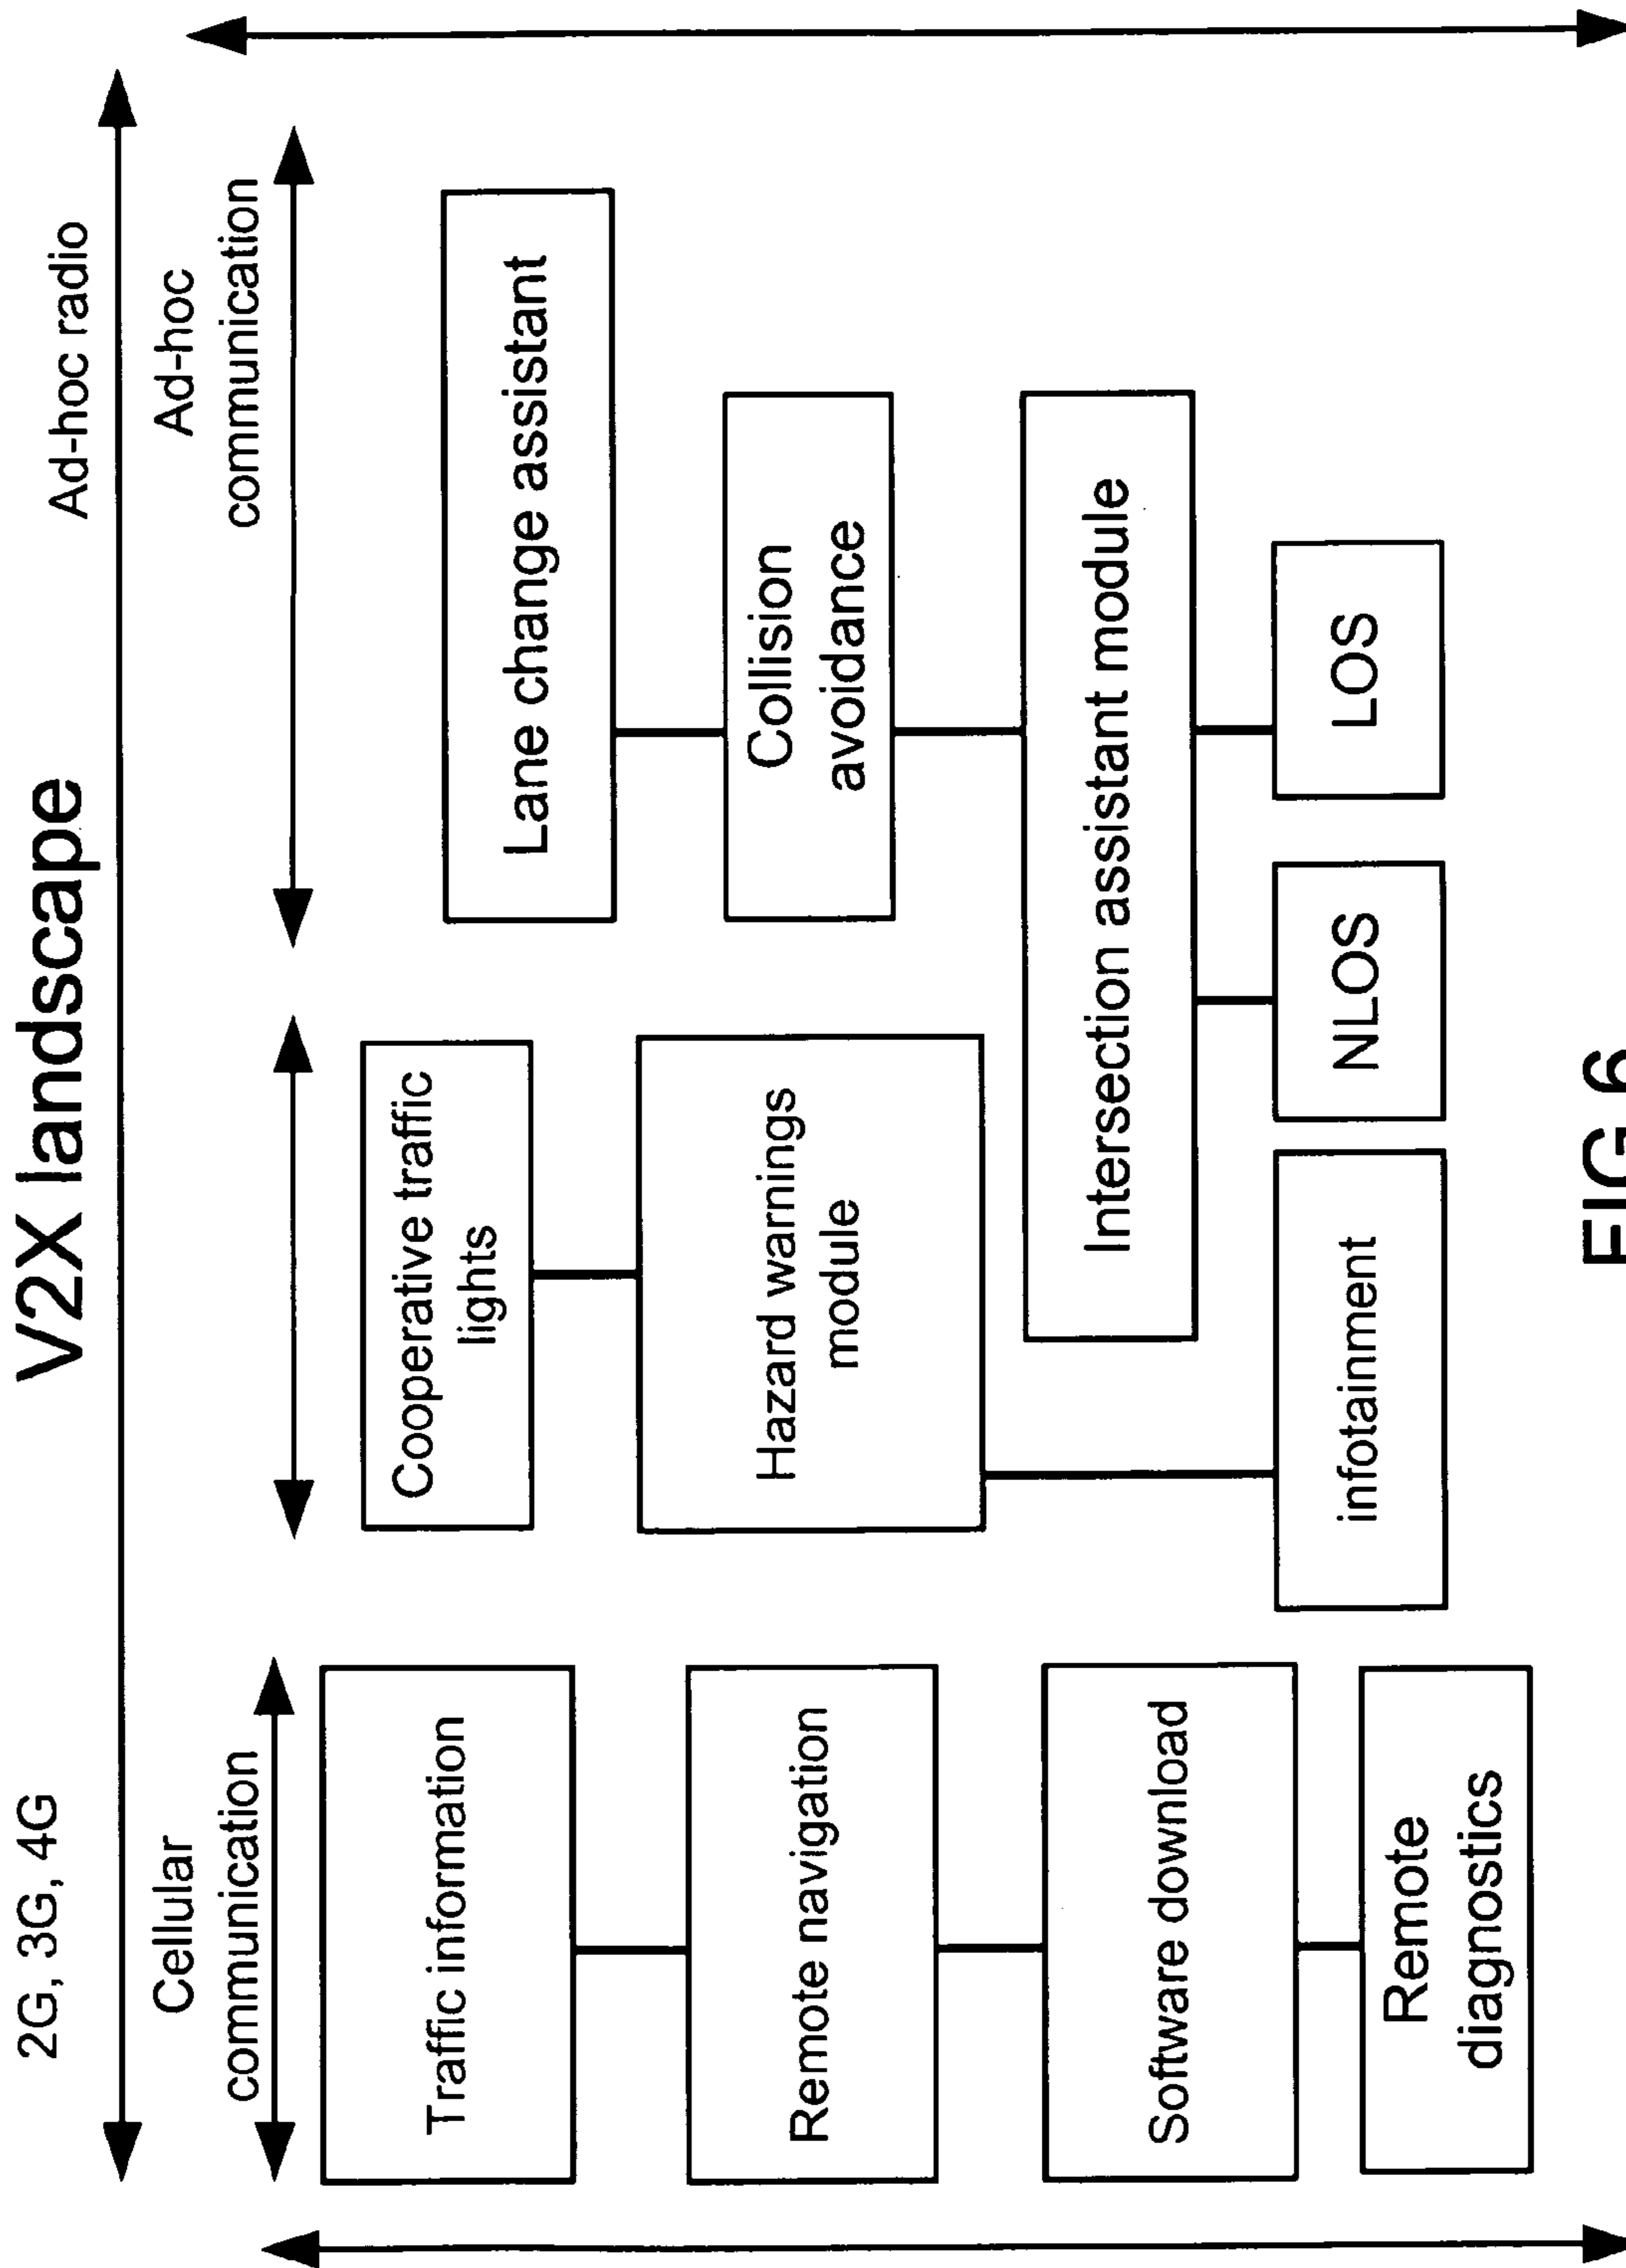 V2X landscape
2G, 3G, 4G
Ad-hoc radio
Cellular
communication
Ad-hoc
communication
Traffic information
Remote navigation
Software download
Remote
diagnostics
Cooperative traffic
lights
Hazard warnings
module
infotainment
Lane change assistant
Collision
avoidance
Intersection assistant module
NLOS
LOS
FIG 6